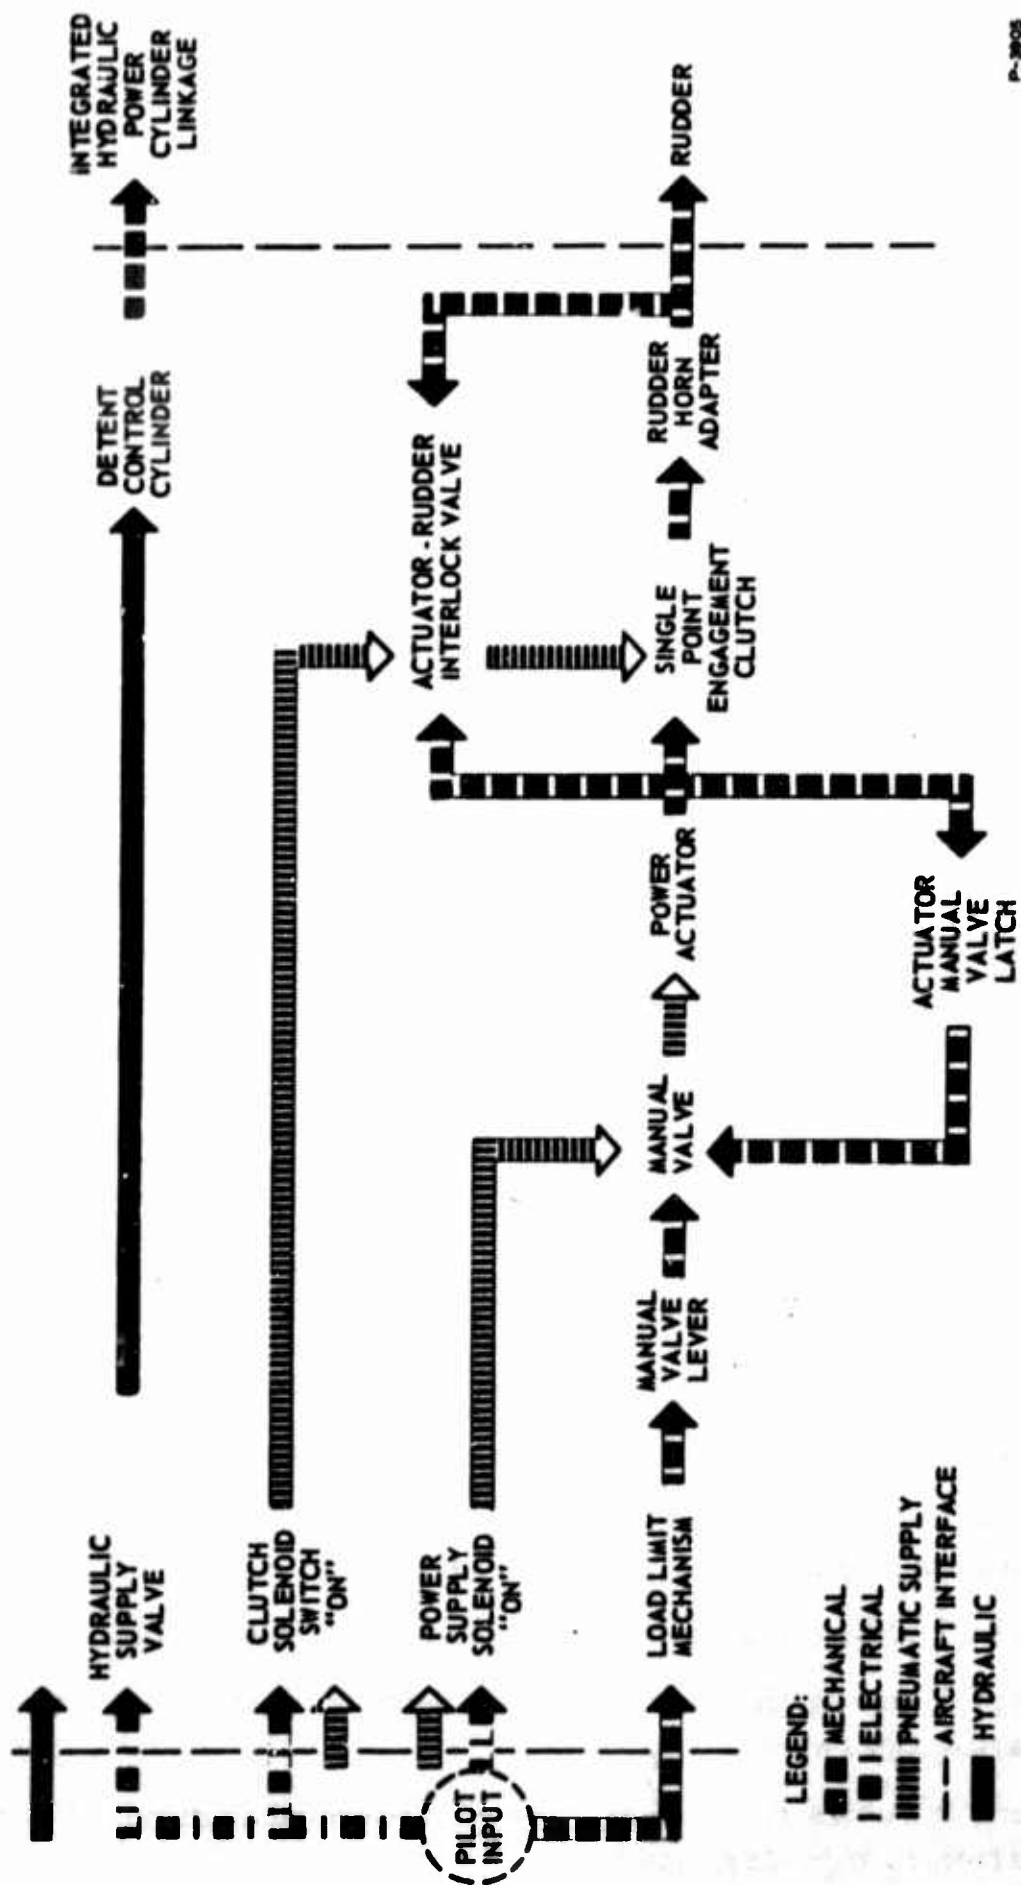 INTEGRATED
HYDRAULIC
POWER
CYLINDER
LINKAGE
DETENT
CONTROL
CYLINDER
HYDRAULIC
SUPPLY
VALVE
CLUTCH
SOLENOID
SWITCH
"ON"
ACTUATOR - RUDDER
INTERLOCK VALVE
POWER
SUPPLY
SOLENOID
"ON"
PILOT
INPUT
LOAD LIMIT
MECHANISM
MANUAL
VALVE
LEVER
MANUAL
VALVE
POWER
ACTUATOR
SINGLE
POINT
ENGAGEMENT
CLUTCH
RUDDER
HORN
ADAPTER
RUDDER
ACTUATOR
MANUAL
VALVE
LATCH
LEGEND:
MECHANICAL
ELECTRICAL
PNEUMATIC SUPPLY
AIRCRAFT INTERFACE
HYDRAULIC